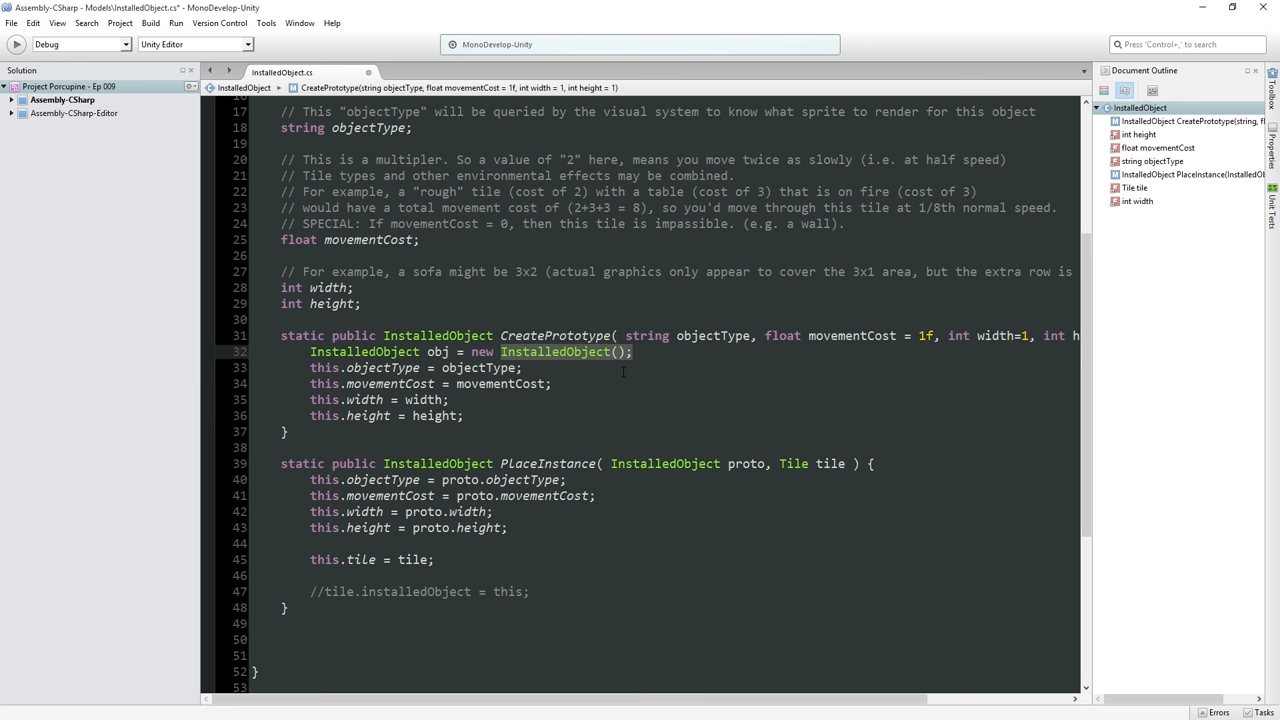 Assembly-CSharp - Models\InstalledObject.cs* - MonoDevelop-Unity
File Edit View Search Project Build Run Version Control Tools Window Help
Debug Unity Editor MonoDevelop-Unity Press 'Control+,' to search
Solution
Project Porcupine - Ep 009
Assembly-CSharp
Assembly-CSharp-Editor
InstalledObject.cs
InstalledObject CreatePrototype(string objectType, float movementCost = 1f, int width = 1, int height = 1)
17 // This "objectType" will be queried by the visual system to know what sprite to render for this object
18 string objectType;
19
20 // This is a multiplier. So a value of "2" here, means you move twice as slowly (i.e. at half speed)
21 // Tile types and other environmental effects may be combined.
22 // For example, a "rough" tile (cost of 2) with a table (cost of 3) that is on fire (cost of 3)
23 // would have a total movement cost of (2+3+3 = 8), so you'd move through this tile at 1/8th normal speed.
24 // SPECIAL: If movementCost = 0, then this tile is impassible. (e.g. a wall).
25 float movementCost;
26
27 // For example, a sofa might be 3x2 (actual graphics only appear to cover the 3x1 area, but the extra row is
28 int width;
29 int height;
30
31 static public InstalledObject CreatePrototype( string objectType, float movementCost = 1f, int width=1, int h
32 InstalledObject obj = new InstalledObject();
33 this.objectType = objectType;
34 this.movementCost = movementCost;
35 this.width = width;
36 this.height = height;
37 }
38
39 static public InstalledObject PlaceInstance( InstalledObject proto, Tile tile ) {
40 this.objectType = proto.objectType;
41 this.movementCost = proto.movementCost;
42 this.width = proto.width;
43 this.height = proto.height;
44
45 this.tile = tile;
46
47 //tile.installedObject = this;
48 }
49
50
51
52 }
53
Document Outline
InstalledObject
InstalledObject CreatePrototype(string, fl
int height
float movementCost
string objectType
InstalledObject PlaceInstance(InstalledOb
Tile tile
int width
Toolbox
Properties
Unit Tests
Errors Tasks